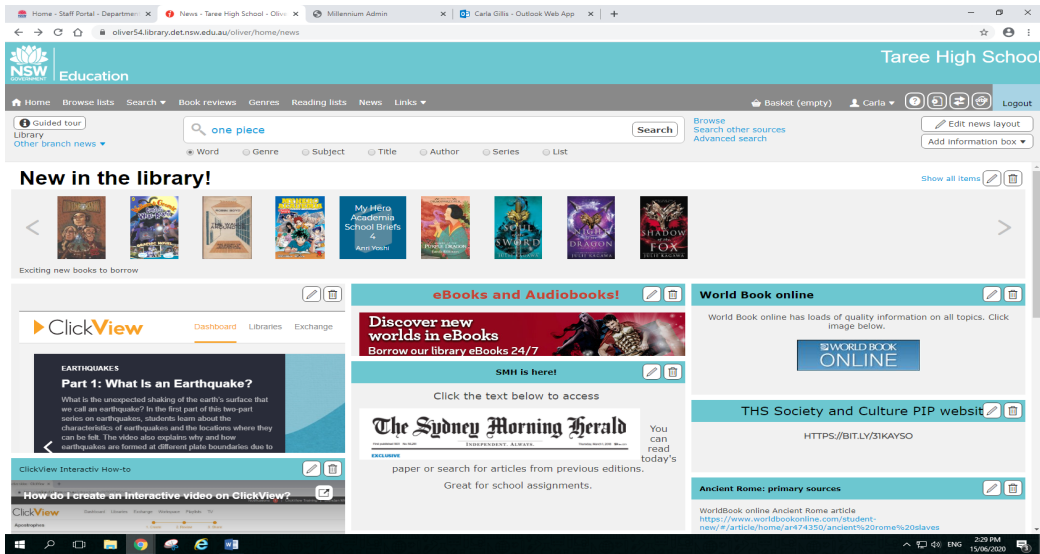 Home - Staff Portal - Departmen
News - Taree High School - Olive
Millennium Admin
Carla Gillis - Outlook Web App
oliver54.library.det.nsw.edu.au/oliver/home/news
NSW
GOVERNMENT
Education
Taree High School
Home Browse lists Search Book reviews Genres Reading lists News Links
Basket (empty) Carla Logout
Guided tour
Library
Other branch news
one piece
Search
Word Genre Subject Title Author Series List
Browse
Search other sources
Advanced search
Edit news layout
Add information box
New in the library!
Show all items
My Hero
Academia
School Briefs
4
Anri Yoshi
PURPLE DRAGON
SOUL
SWORD
JULIE KAGAWA
NIGHT
DRAGON
JULIE KAGAWA
SHADOW
FOX
JULIE KAGAWA
Exciting new books to borrow
ClickView
Dashboard Libraries Exchange
EARTHQUAKES
Part 1: What Is an Earthquake?
What is the unexpected shaking of the earth's surface that
we call an earthquake? In the first part of this two-part
series on earthquakes, students learn about the
characteristics of earthquakes and the locations where they
can be felt. The video also explains why and how
earthquakes are formed at different plate boundaries due to
ClickView Interactiv How-to
How do I create an Interactive video on ClickView?
ClickView
Dashboard Libraries Exchange Workspace Playlists TV
Apostrophes
eBooks and Audiobooks!
Discover new
worlds in eBooks
Borrow our library eBooks 24/7
SMH is here!
Click the text below to access
The Sydney Morning Herald
INDEPENDENT. ALWAYS.
EXCLUSIVE
You
can
read
today's
paper or search for articles from previous editions.
Great for school assignments.
World Book online
World Book online has loads of quality information on all topics. Click
image below.
WORLD BOOK
ONLINE
THS Society and Culture PIP websit
HTTPS://BIT.LY/31KAYSO
Ancient Rome: primary sources
WorldBook online Ancient Rome article
https://www.worldbookonline.com/student-
new/#/article/home/ar474350/ancient%20rome%20slaves
ENG
2:29 PM
15/06/2020